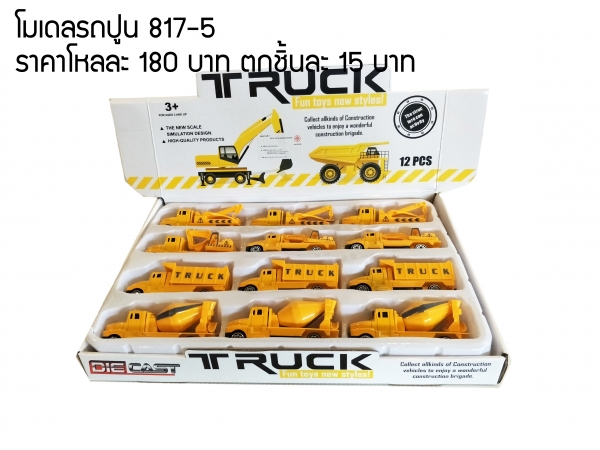 โมเดลรถปูน 817-5
ราคาโหลละ 180 บาท ตกชิ้นละ 15 บาท
TRUCK
Fun toys new styles!
3+
▲ THE NEW SCALE
SIMULATION DESIGN
▲ HIGH-QUALITY PRODUCTS
Collect allkinds of Construction
vehicles to enjoy a wonderful
construction brigade.
12 PCS
TRUCK
TRUCK
TRUCK
DIE CAST
TRUCK
Fun toys new styles!
Collect allkinds of Construction
vehicles to enjoy a wonderful
construction brigade.